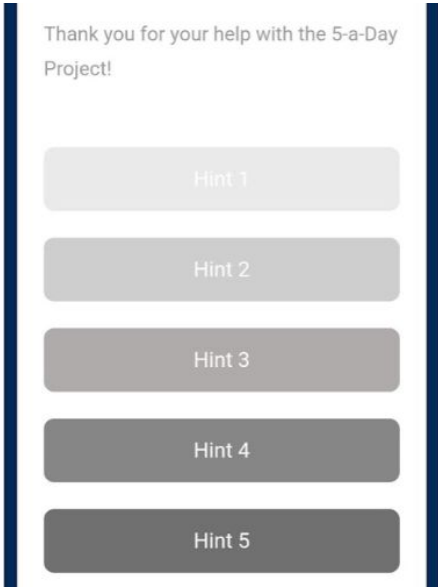 Thank you for your help with the 5-a-Day
Project!
Hint 1
Hint 2
Hint 3
Hint 4
Hint 5